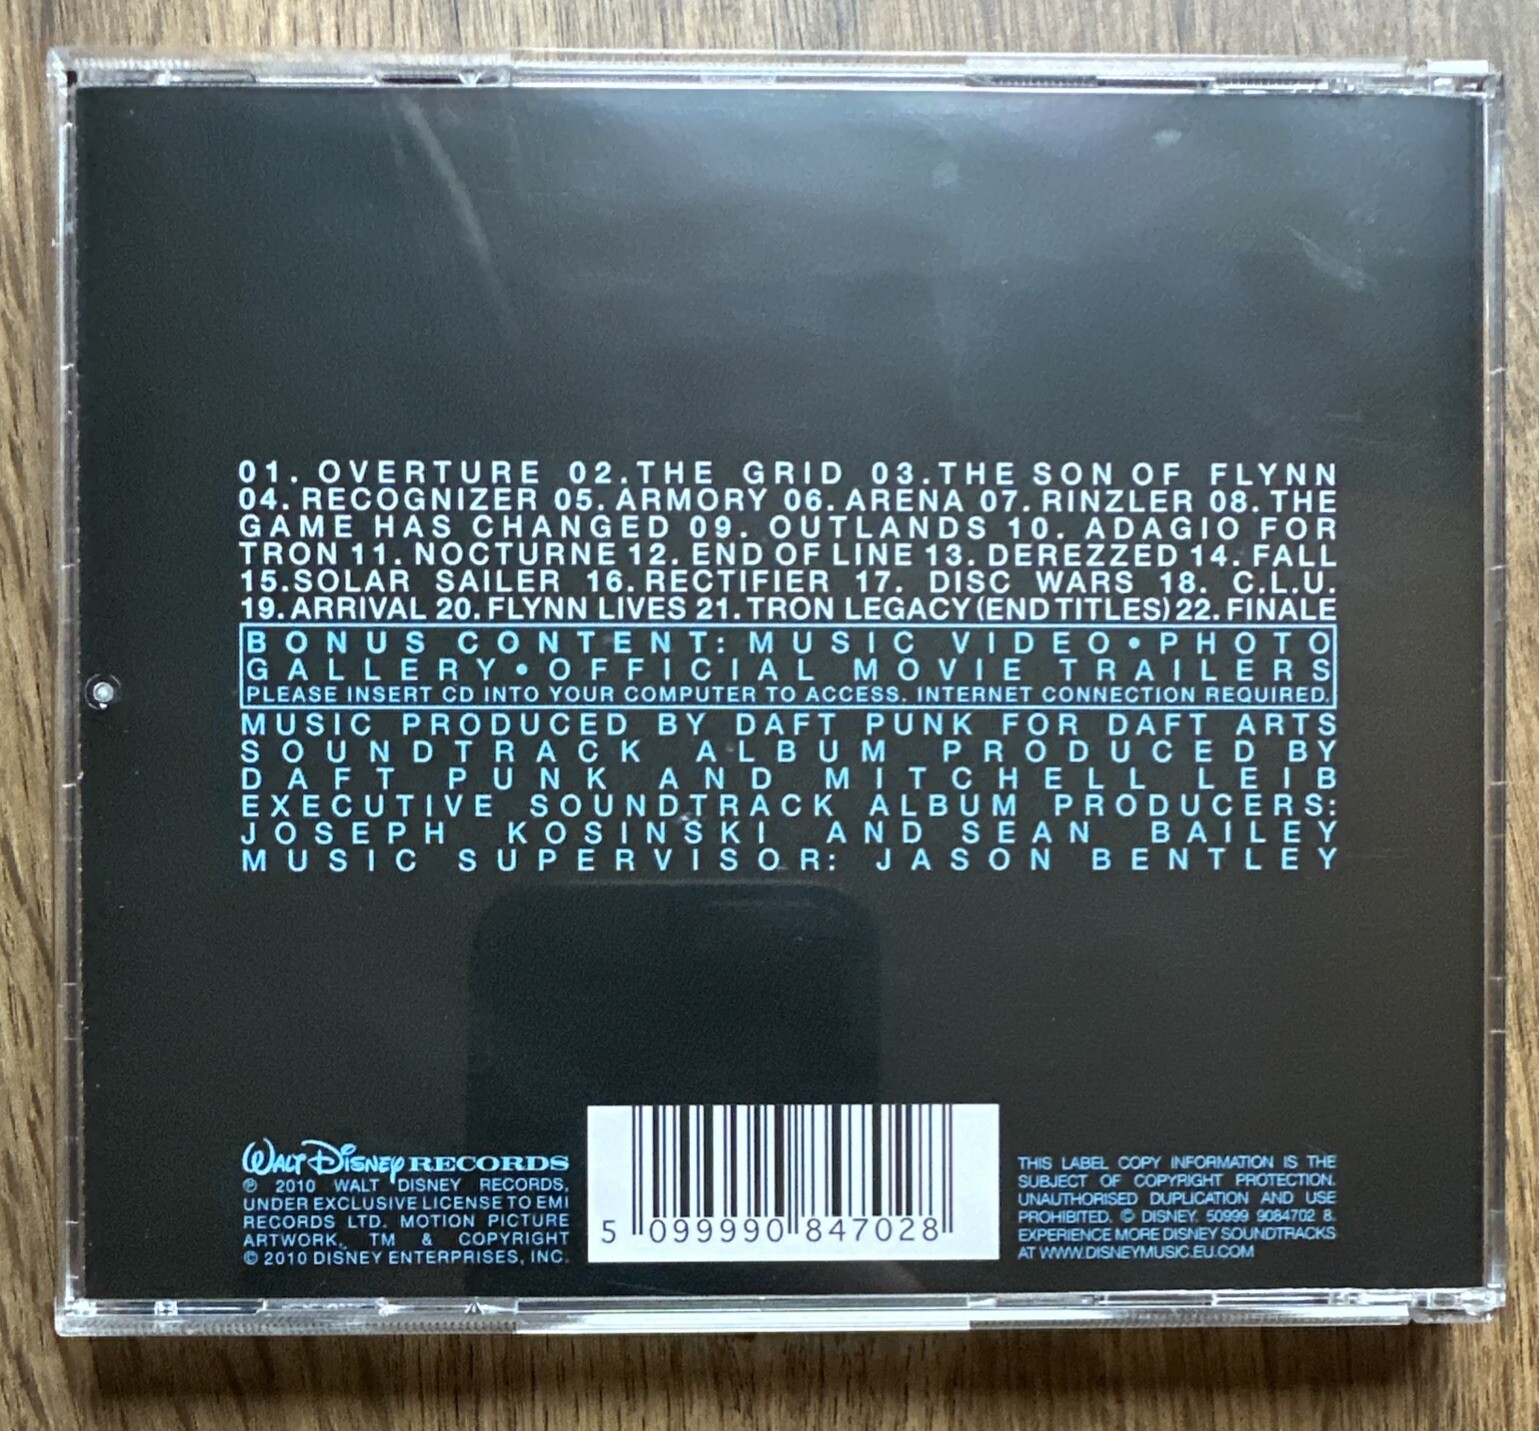 01. OVERTURE 02.THE GRID 03.THE SON OF FLYNN
04. RECOGNIZER 05. ARMORY 06. ARENA 07. RINZLER 08. THE
GAME HAS CHANGED 09. OUTLANDS 10. ADAGIO FOR
TRON 11. NOCTURNE 12. END OF LINE 13. DEREZZED 14. FALL
15.SOLAR SAILER 16.RECTIFIER 17. DISC WARS 18. C.L.U.
19. ARRIVAL 20. FLYNN LIVES 21. TRON LEGACY (END TITLES) 22. FINALE
BONUS CONTENT: MUSIC VIDEO • PHOTO
GALLERY • OFFICIAL MOVIE TRAILERS
PLEASE INSERT CD INTO YOUR COMPUTER TO ACCESS. INTERNET CONNECTION REQUIRED.
MUSIC PRODUCED BY DAFT PUNK FOR DAFT ARTS
SOUNDTRACK ALBUM PRODUCED BY
DAFT PUNK AND MITCHELL LEIB
EXECUTIVE SOUNDTRACK ALBUM PRODUCERS:
JOSEPH KOSINSKI AND SEAN BAILEY
MUSIC SUPERVISOR: JASON BENTLEY
WALT DISNEY RECORDS
℗ 2010 WALT DISNEY RECORDS,
UNDER EXCLUSIVE LICENSE TO EMI
RECORDS LTD. MOTION PICTURE
ARTWORK, TM & COPYRIGHT
© 2010 DISNEY ENTERPRISES, INC.
5 099990 847028
THIS LABEL COPY INFORMATION IS THE
SUBJECT OF COPYRIGHT PROTECTION.
UNAUTHORISED DUPLICATION AND USE
PROHIBITED. © DISNEY. 50999 9084702 8.
EXPERIENCE MORE DISNEY SOUNDTRACKS
AT WWW.DISNEYMUSIC.EU.COM